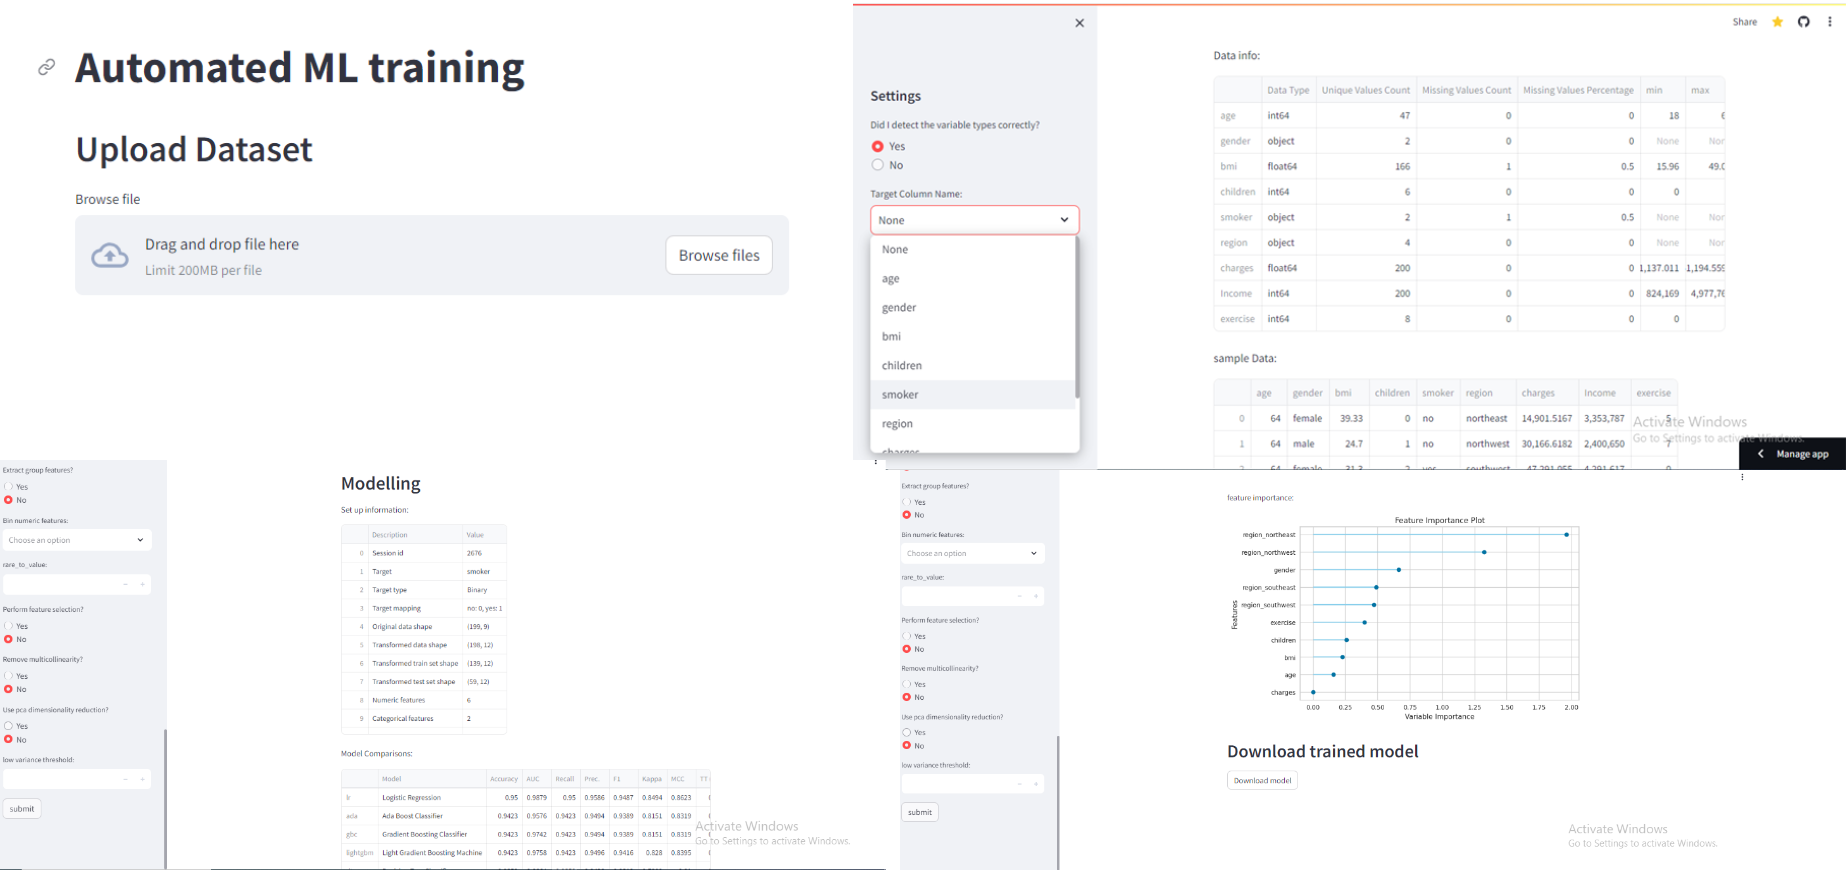 Automated ML training
Upload Dataset
Browse file
Drag and drop file here
Limit 200MB per file
Browse files
Share
Settings
Did I detect the variable types correctly?
Yes
No
Target Column Name:
None
None
age
gender
bmi
children
smoker
region
charges
Data info:
Data Type Unique Values Count Missing Values Count Missing Values Percentage min max
age int64 47 0 0 18 6
gender object 2 0 0 None Nor
bmi float64 166 1 0.5 15.96 49.0
children int64 6 0 0 0
smoker object 2 1 0.5 None Nor
region object 4 0 0 None Nor
charges float64 200 0 0 1,137.011 1,194.559
Income int64 200 0 0 824,169 4,977,76
exercise int64 8 0 0 0
sample Data:
age gender bmi children smoker region charges Income exercise
0 64 female 39.33 0 no northeast 14,901.5167 3,353,787 5
1 64 male 24.7 1 no northwest 30,166.6182 2,400,650 7
2 64 female 31.3 2 yes southwest 47,291.055 4,291,617 0
Activate Windows
Go to Settings to activate Windows.
Manage app
Extract group features?
Yes
No
Bin numeric features:
Choose an option
rare_to_value:
Perform feature selection?
Yes
No
Remove multicollinearity?
Yes
No
Use pca dimensionality reduction?
Yes
No
low variance threshold:
submit
Modelling
Set up information:
Description Value
0 Session id 2676
1 Target smoker
2 Target type Binary
3 Target mapping no: 0, yes: 1
4 Original data shape (199, 9)
5 Transformed data shape (198, 12)
6 Transformed train set shape (139, 12)
7 Transformed test set shape (59, 12)
8 Numeric features 6
9 Categorical features 2
Model Comparisons:
Model Accuracy AUC Recall Prec. F1 Kappa MCC TT
lr Logistic Regression 0.95 0.9879 0.95 0.9586 0.9487 0.8494 0.8623
ada Ada Boost Classifier 0.9423 0.9576 0.9423 0.9494 0.9389 0.8151 0.8319
gbc Gradient Boosting Classifier 0.9423 0.9742 0.9423 0.9494 0.9389 0.8151 0.8319
lightgbm Light Gradient Boosting Machine 0.9423 0.9758 0.9423 0.9496 0.9416 0.828 0.8395
Activate Windows
Go to Settings to activate Windows.
Extract group features?
Yes
No
Bin numeric features:
Choose an option
rare_to_value:
Perform feature selection?
Yes
No
Remove multicollinearity?
Yes
No
Use pca dimensionality reduction?
Yes
No
low variance threshold:
submit
feature importance:
Feature Importance Plot
Features
region_northeast
region_northwest
gender
region_southeast
region_southwest
exercise
children
bmi
age
charges
0.00 0.25 0.50 0.75 1.00 1.25 1.50 1.75 2.00
Variable Importance
Download trained model
Download model
Activate Windows
Go to Settings to activate Windows.